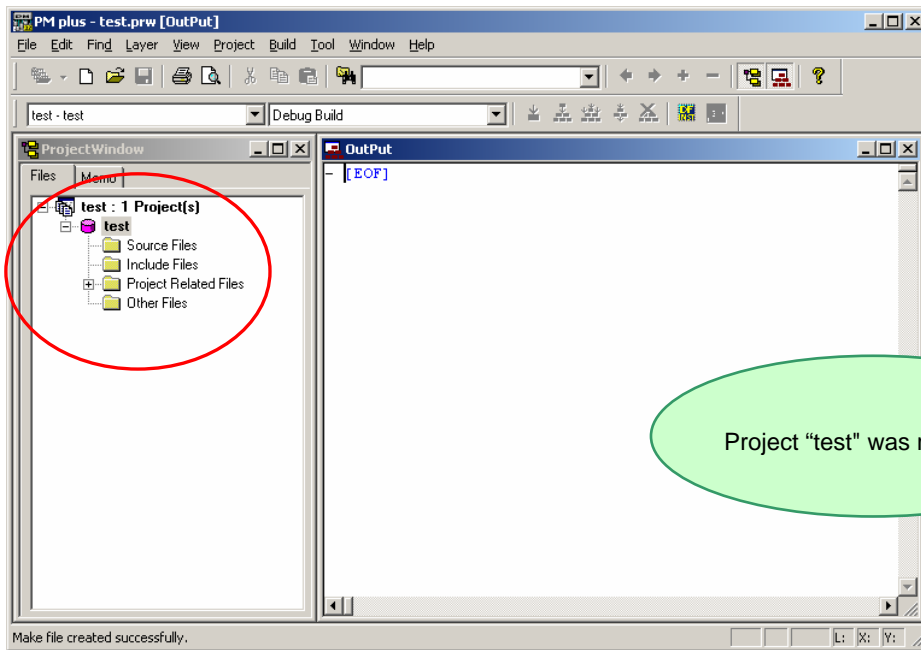 PM plus - test.prw [OutPut]
File Edit Find Layer View Project Build Tool Window Help
test - test Debug Build
ProjectWindow
OutPut
Files Memo
[EOF]
test : 1 Project(s)
test
Source Files
Include Files
Project Related Files
Other Files
Project “test" was
Make file created successfully.
L: X: Y: